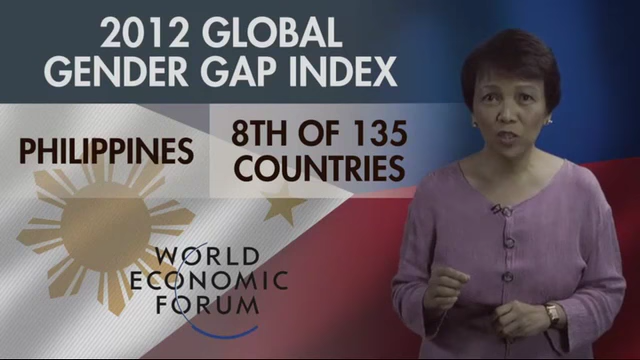 2012 GLOBAL
GENDER GAP INDEX
PHILIPPINES
8TH OF 135
COUNTRIES
WORLD
ECONOMIC
FORUM